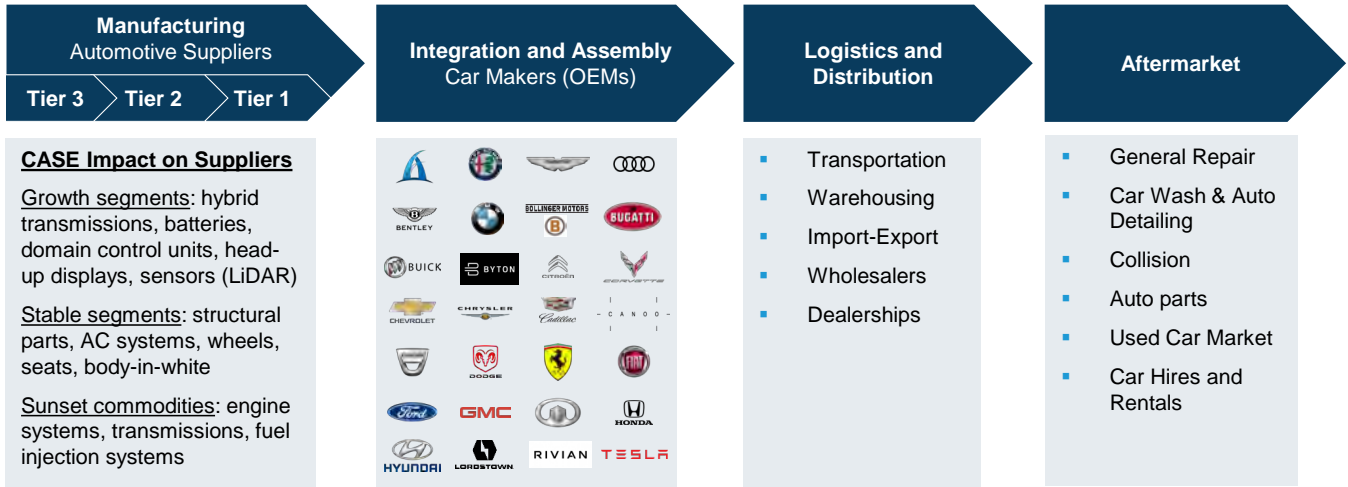 Manufacturing
Automotive Suppliers
Tier 3
Tier 2
Tier 1
CASE Impact on Suppliers
Growth segments: hybrid
transmissions, batteries,
domain control units, head-
up displays, sensors (LiDAR)
Stable segments: structural
parts, AC systems, wheels,
seats, body-in-white
Sunset commodities: engine
systems, transmissions, fuel
injection systems
Integration and Assembly
Car Makers (OEMs)
BENTLEY
BOLLINGER MOTORS
B
BUGATTI
BUICK
BYTON
CITROËN
CORVETTE
CHEVROLET
CHRYSLER
Cadillac
CANOO
DODGE
FIAT
Ford
GMC
HONDA
HYUNDAI
LORDSTOWN
RIVIAN
TESLA
Logistics and
Distribution
Transportation
Warehousing
Import-Export
Wholesalers
Dealerships
Aftermarket
General Repair
Car Wash & Auto
Detailing
Collision
Auto parts
Used Car Market
Car Hires and
Rentals